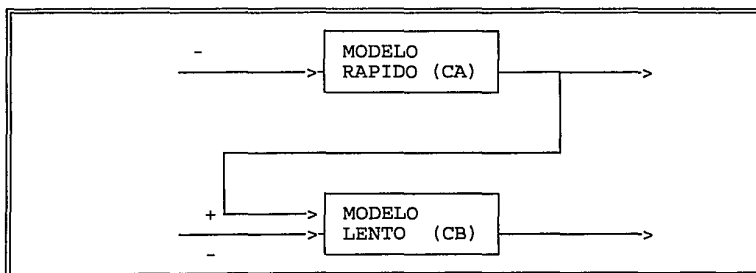 -
MODELO
RAPIDO (CA)
+
MODELO
LENTO (CB)
-